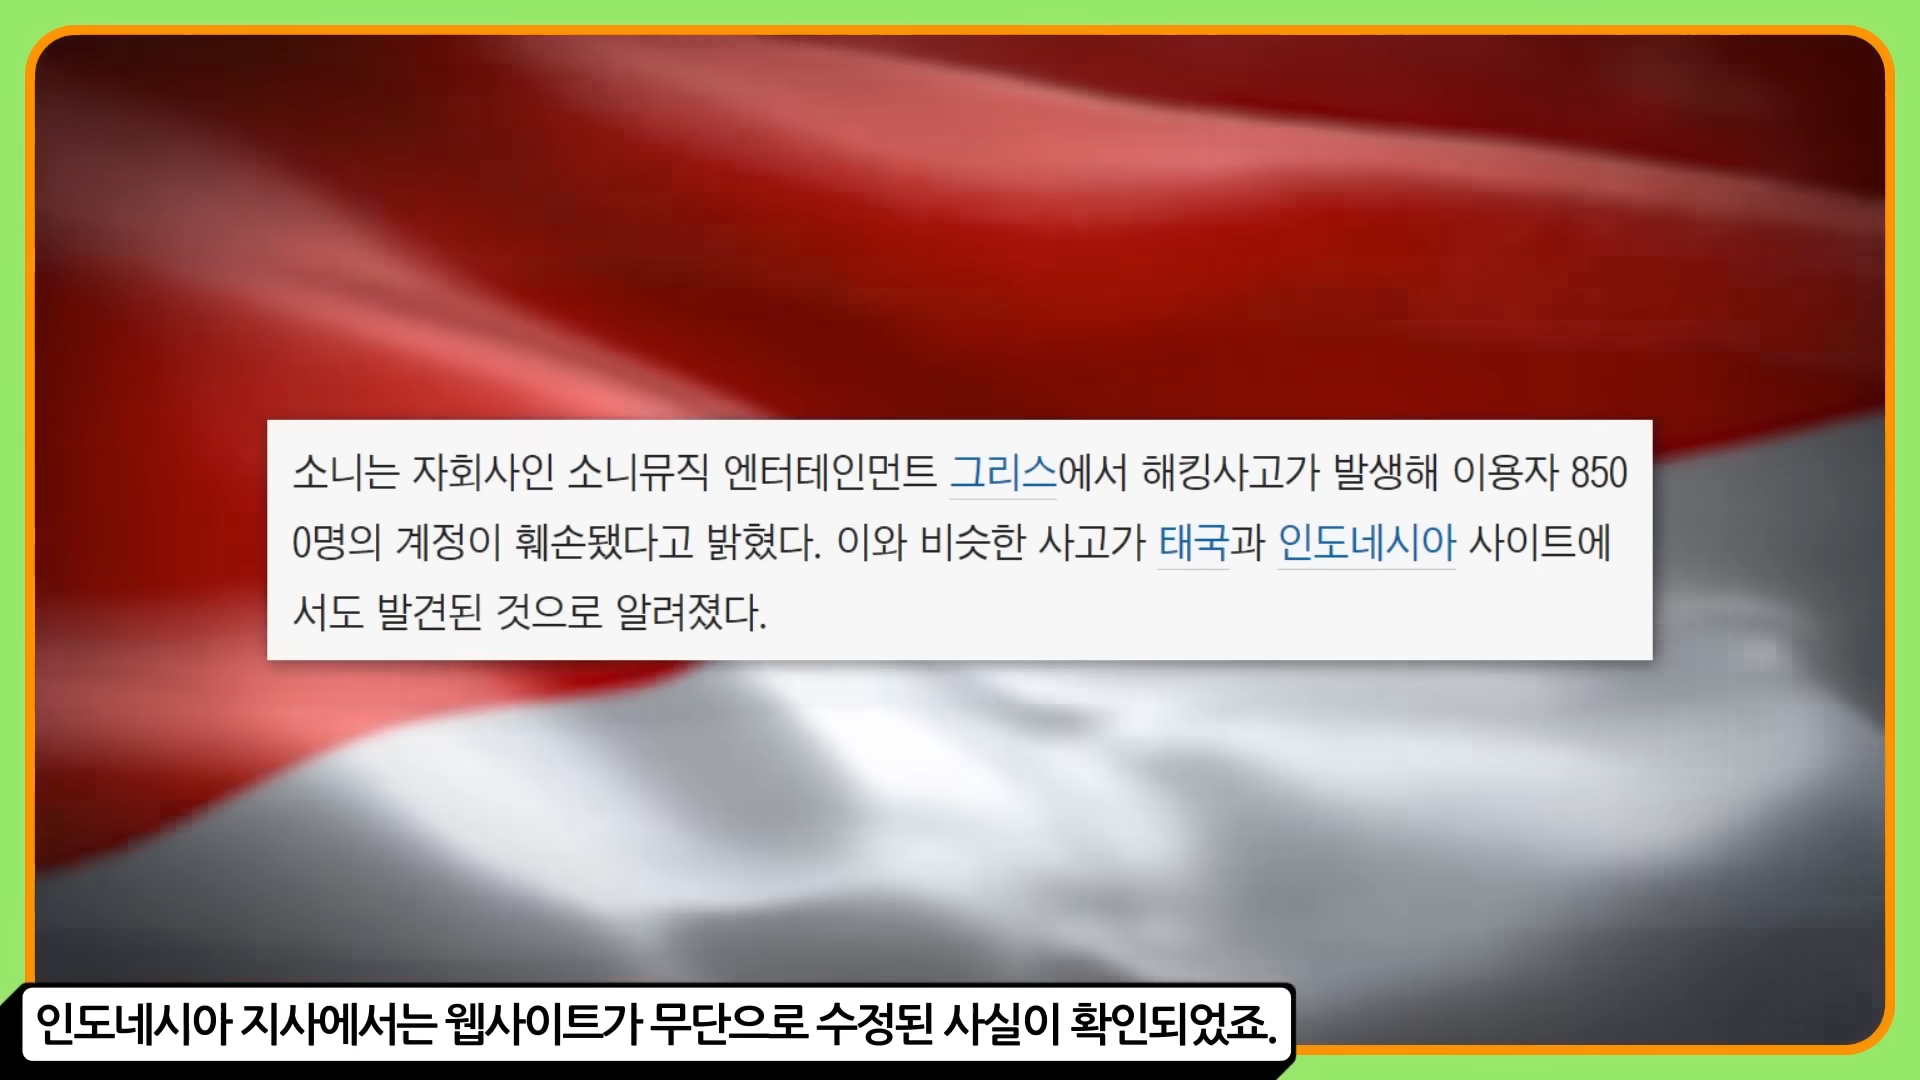 소니는 자회사인 소니뮤직 엔터테인먼트 그리스에서 해킹사고가 발생해 이용자 850
0명의 계정이 훼손됐다고 밝혔다. 이와 비슷한 사고가 태국과 인도네시아 사이트에
서도 발견된 것으로 알려졌다.
인도네시아 지사에서는 웹사이트가 무단으로 수정된 사실이 확인되었죠.